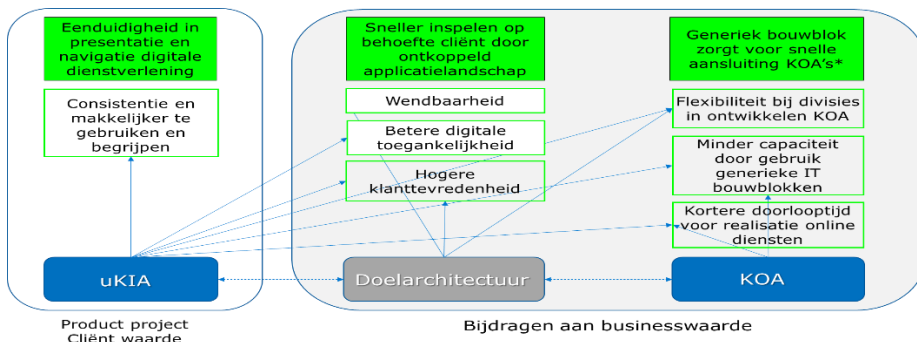 Eenduidigheid in
presentatie en
navigatie digitale
dienstverlening
Consistentie en
makkelijker te
gebruiken en
begrijpen
uKIA
Product project
Cliënt waarde
Sneller inspelen op
behoefte cliënt door
ontkoppeld
applicatielandschap
Wendbaarheid
Betere digitale
toegankelijkheid
Hogere
klanttevredenheid
Doelarchitectuur
Generiek bouwblok
zorgt voor snelle
aansluiting KOA's*
Flexibiliteit bij divisies
in ontwikkelen KOA
Minder capaciteit
door gebruik
generieke IT
bouwblokken
Kortere doorlooptijd
voor realisatie online
diensten
KOA
Bijdragen aan businesswaarde